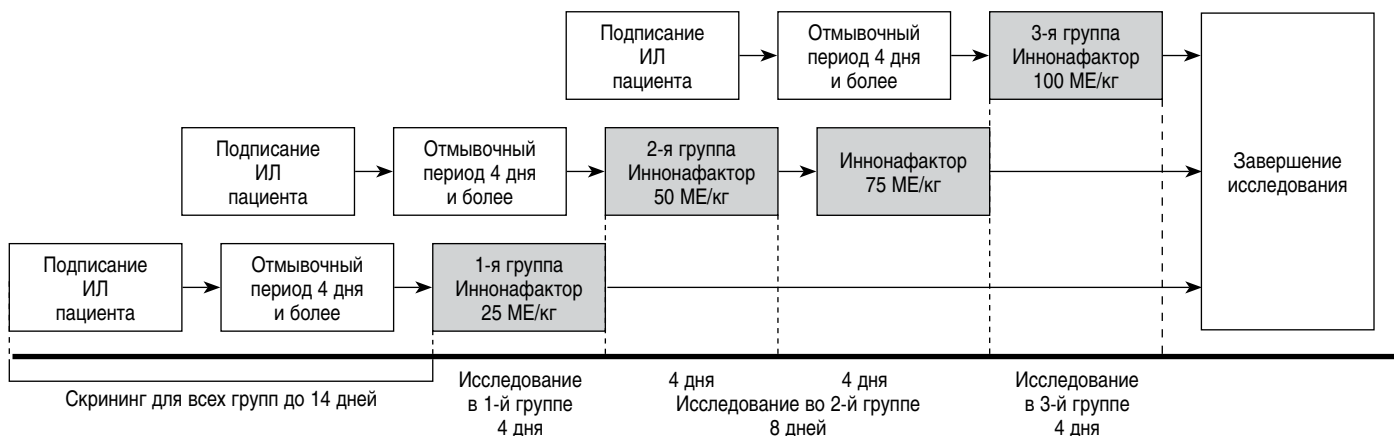 Подписание
ИЛ
пациента
Отмывочный
период 4 дня
и более
3-я группа
Иннонафактор
100 МЕ/кг
Завершение
исследования
Подписание
ИЛ
пациента
Отмывочный
период 4 дня
и более
2-я группа
Иннонафактор
50 МЕ/кг
Иннонафактор
75 МЕ/кг
Подписание
ИЛ
пациента
Отмывочный
период 4 дня
и более
1-я группа
Иннонафактор
25 МЕ/кг
Скрининг для всех групп до 14 дней
Исследование
в 1-й группе
4 дня
4 дня
4 дня
Исследование во 2-й группе
8 дней
Исследование
в 3-й группе
4 дня